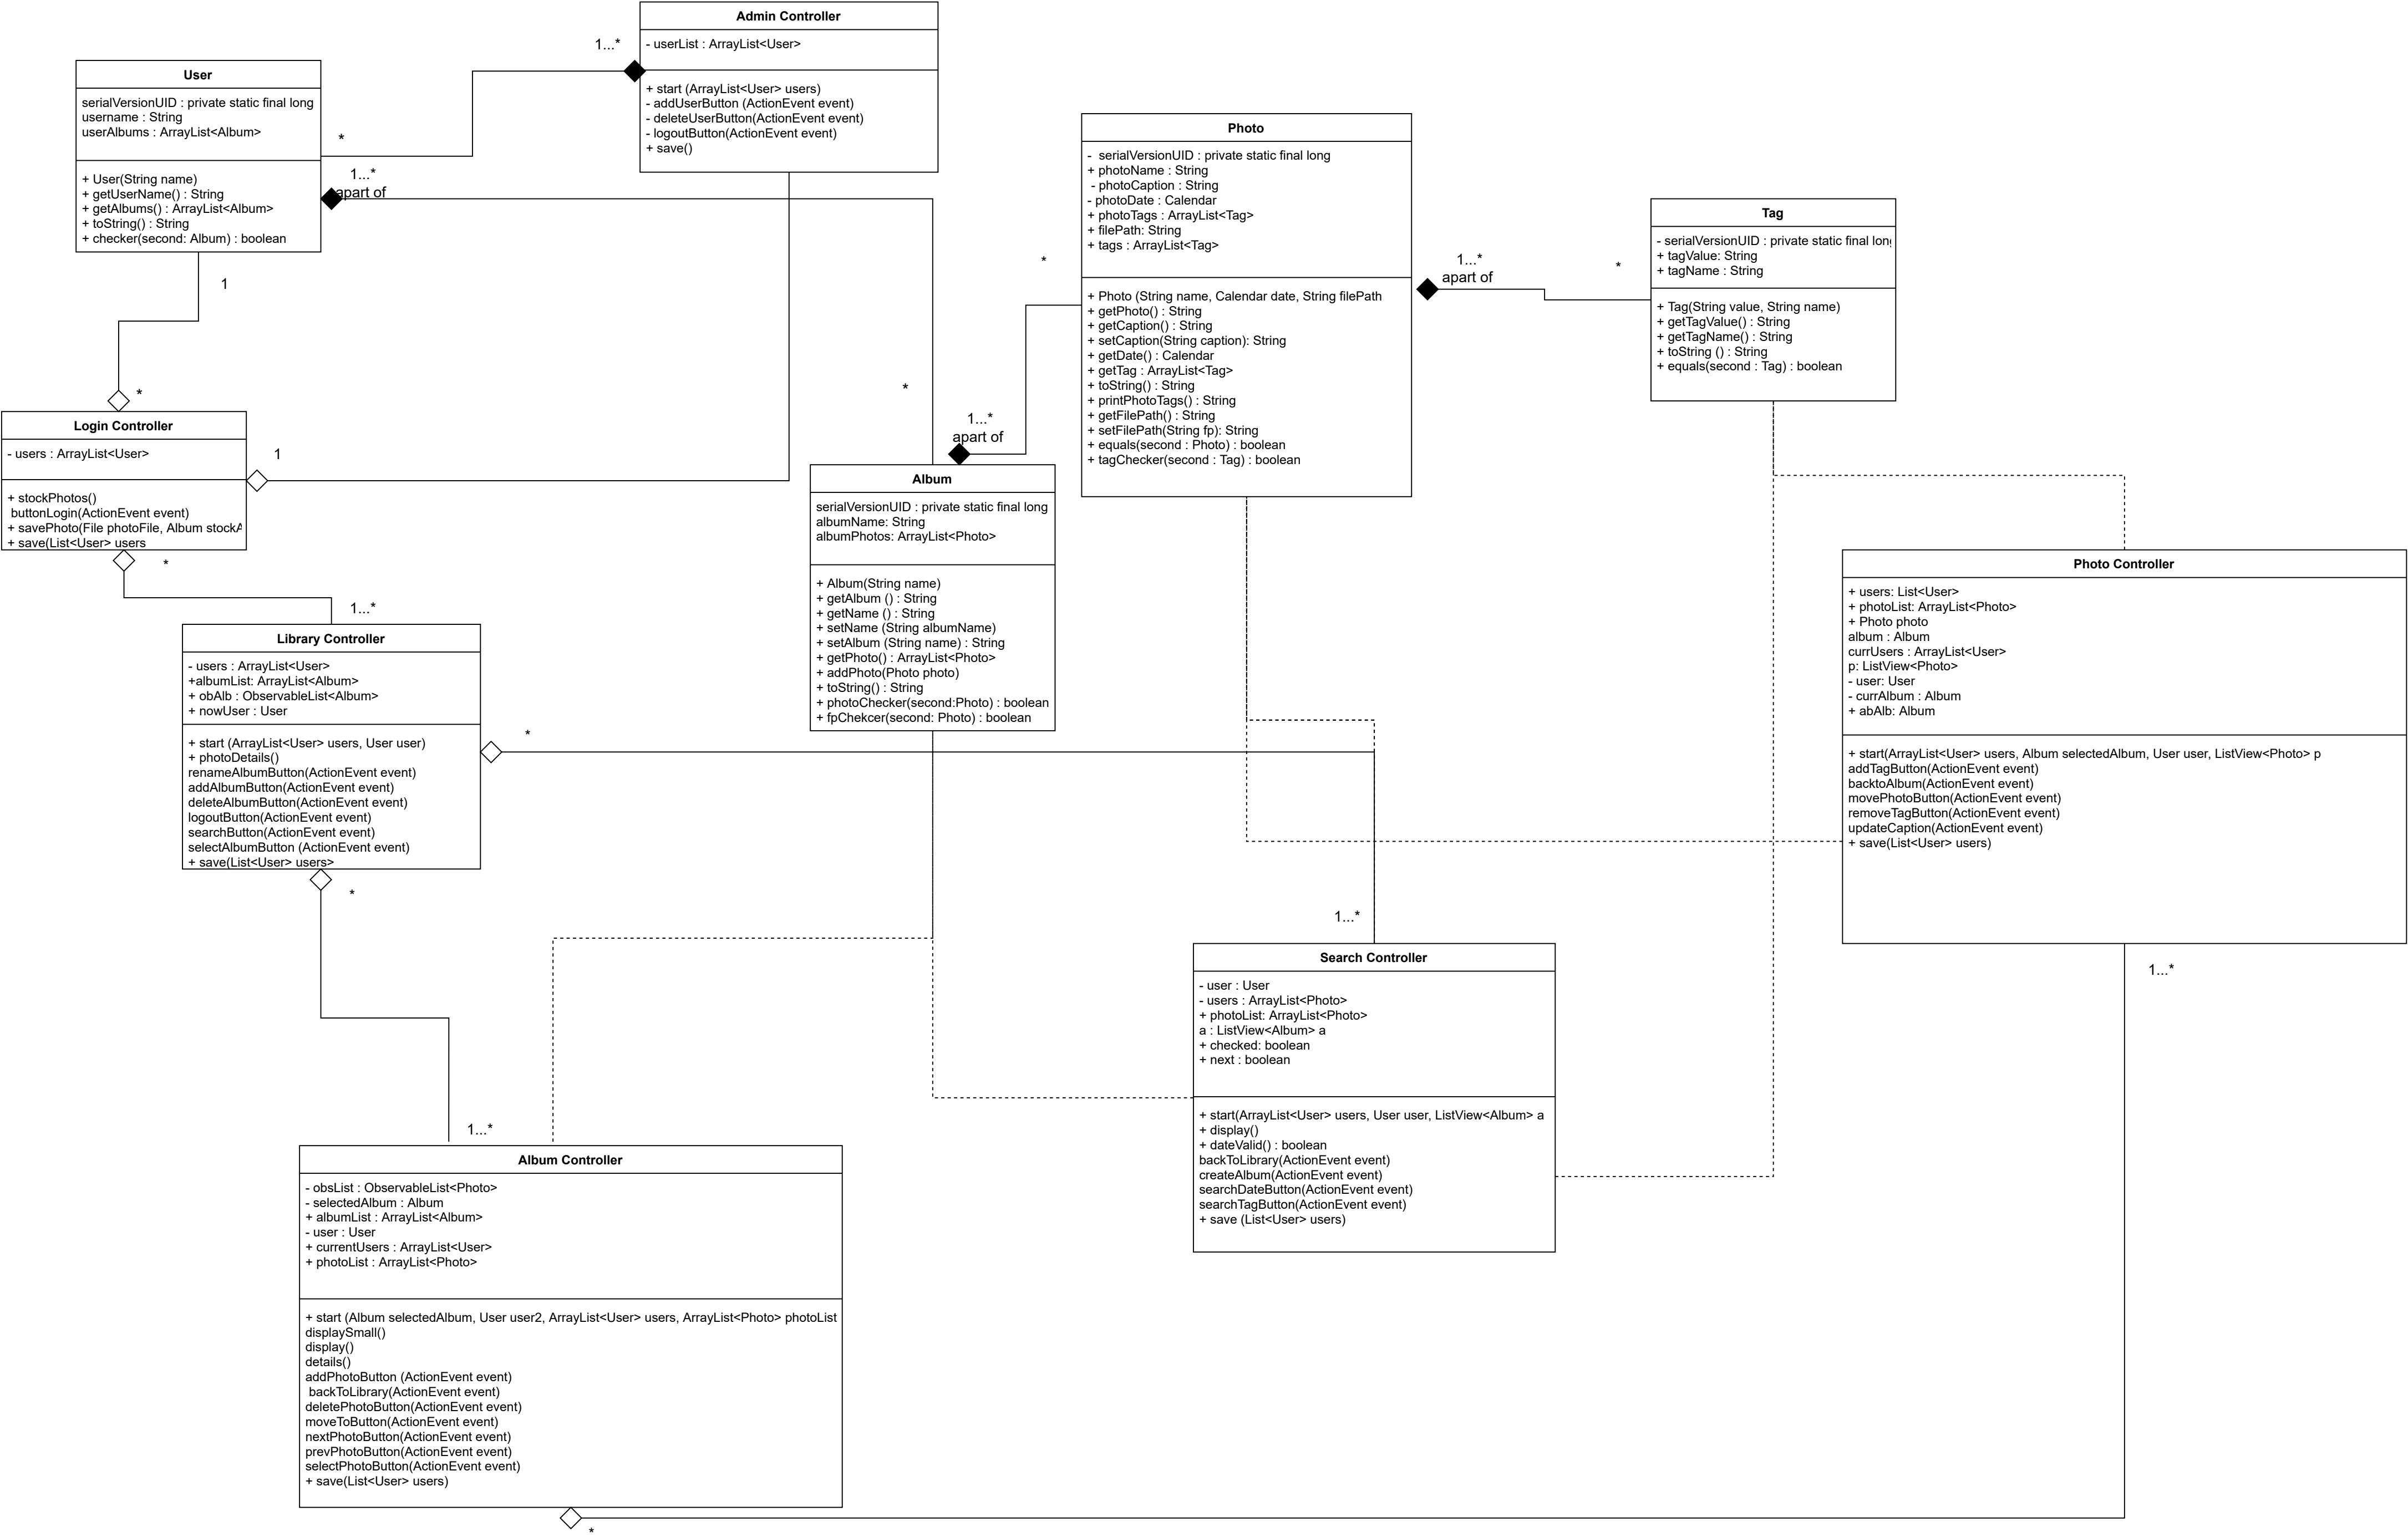 Admin Controller
- userList : ArrayList<User>
+ start (ArrayList<User> users)
- addUserButton (ActionEvent event)
- deleteUserButton(ActionEvent event)
- logoutButton(ActionEvent event)
+ save()
1...*
User
serialVersionUID : private static final long
username : String
userAlbums : ArrayList<Album>
+ User(String name)
+ getUserName() : String
+ getAlbums() : ArrayList<Album>
+ toString() : String
+ checker(second: Album) : boolean
*
1...*
apart of
1
*
Photo
-  serialVersionUID : private static final long
+ photoName : String
- photoCaption : String
- photoDate : Calendar
+ photoTags : ArrayList<Tag>
+ filePath: String
+ tags : ArrayList<Tag>
+ Photo (String name, Calendar date, String filePath
+ getPhoto() : String
+ getCaption() : String
+ setCaption(String caption): String
+ getDate() : Calendar
+ getTag : ArrayList<Tag>
+ toString() : String
+ printPhotoTags() : String
+ getFilePath() : String
+ setFilePath(String fp): String
+ equals(second : Photo) : boolean
+ tagChecker(second : Tag) : boolean
*
1...*
apart of
*
Tag
- serialVersionUID : private static final long
+ tagValue: String
+ tagName : String
+ Tag(String value, String name)
+ getTagValue() : String
+ getTagName() : String
+ toString () : String
+ equals(second : Tag) : boolean
Login Controller
- users : ArrayList<User>
+ stockPhotos()
buttonLogin(ActionEvent event)
+ savePhoto(File photoFile, Album stockA
+ save(List<User> users
1
*
*
1...*
apart of
Album
serialVersionUID : private static final long
albumName: String
albumPhotos: ArrayList<Photo>
+ Album(String name)
+ getAlbum () : String
+ getName () : String
+ setName (String albumName)
+ setAlbum (String name) : String
+ getPhoto() : ArrayList<Photo>
+ addPhoto(Photo photo)
+ toString() : String
+ photoChecker(second:Photo) : boolean
+ fpChekcer(second: Photo) : boolean
1...*
Library Controller
- users : ArrayList<User>
+albumList: ArrayList<Album>
+ obAlb : ObservableList<Album>
+ nowUser : User
+ start (ArrayList<User> users, User user)
+ photoDetails()
renameAlbumButton(ActionEvent event)
addAlbumButton(ActionEvent event)
deleteAlbumButton(ActionEvent event)
logoutButton(ActionEvent event)
searchButton(ActionEvent event)
selectAlbumButton (ActionEvent event)
+ save(List<User> users>
*
*
Photo Controller
+ users: List<User>
+ photoList: ArrayList<Photo>
+ Photo photo
album : Album
currUsers : ArrayList<User>
p: ListView<Photo>
- user: User
- currAlbum : Album
+ abAlb: Album
+ start(ArrayList<User> users, Album selectedAlbum, User user, ListView<Photo> p
addTagButton(ActionEvent event)
backtoAlbum(ActionEvent event)
movePhotoButton(ActionEvent event)
removeTagButton(ActionEvent event)
updateCaption(ActionEvent event)
+ save(List<User> users)
1...*
1...*
Search Controller
- user : User
- users : ArrayList<Photo>
+ photoList: ArrayList<Photo>
a : ListView<Album> a
+ checked: boolean
+ next : boolean
+ start(ArrayList<User> users, User user, ListView<Album> a
+ display()
+ dateValid() : boolean
backToLibrary(ActionEvent event)
createAlbum(ActionEvent event)
searchDateButton(ActionEvent event)
searchTagButton(ActionEvent event)
+ save (List<User> users)
1...*
Album Controller
- obsList : ObservableList<Photo>
- selectedAlbum : Album
+ albumList : ArrayList<Album>
- user : User
+ currentUsers : ArrayList<User>
+ photoList : ArrayList<Photo>
+ start (Album selectedAlbum, User user2, ArrayList<User> users, ArrayList<Photo> photoList
displaySmall()
display()
details()
addPhotoButton (ActionEvent event)
backToLibrary(ActionEvent event)
deletePhotoButton(ActionEvent event)
moveToButton(ActionEvent event)
nextPhotoButton(ActionEvent event)
prevPhotoButton(ActionEvent event)
selectPhotoButton(ActionEvent event)
+ save(List<User> users)
*